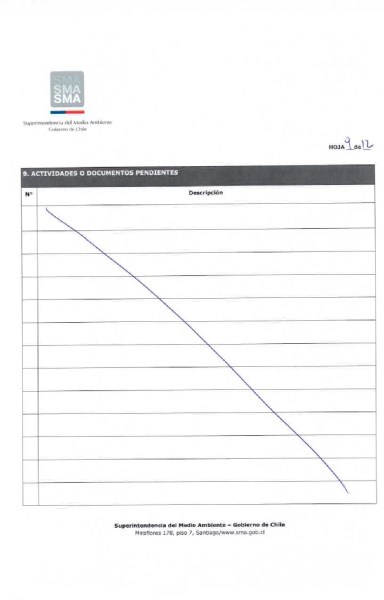 SMA
SMA
SMA
Superintendencia del Medio Ambiente
Gobierno de Chile
HOJA 9 de 12
9. ACTIVIDADES O DOCUMENTOS PENDIENTES
N° Descripción
Superintendencia del Medio Ambiente – Gobierno de Chile
Miraflores 178, piso 7, Santiago/www.sma.gob.cl